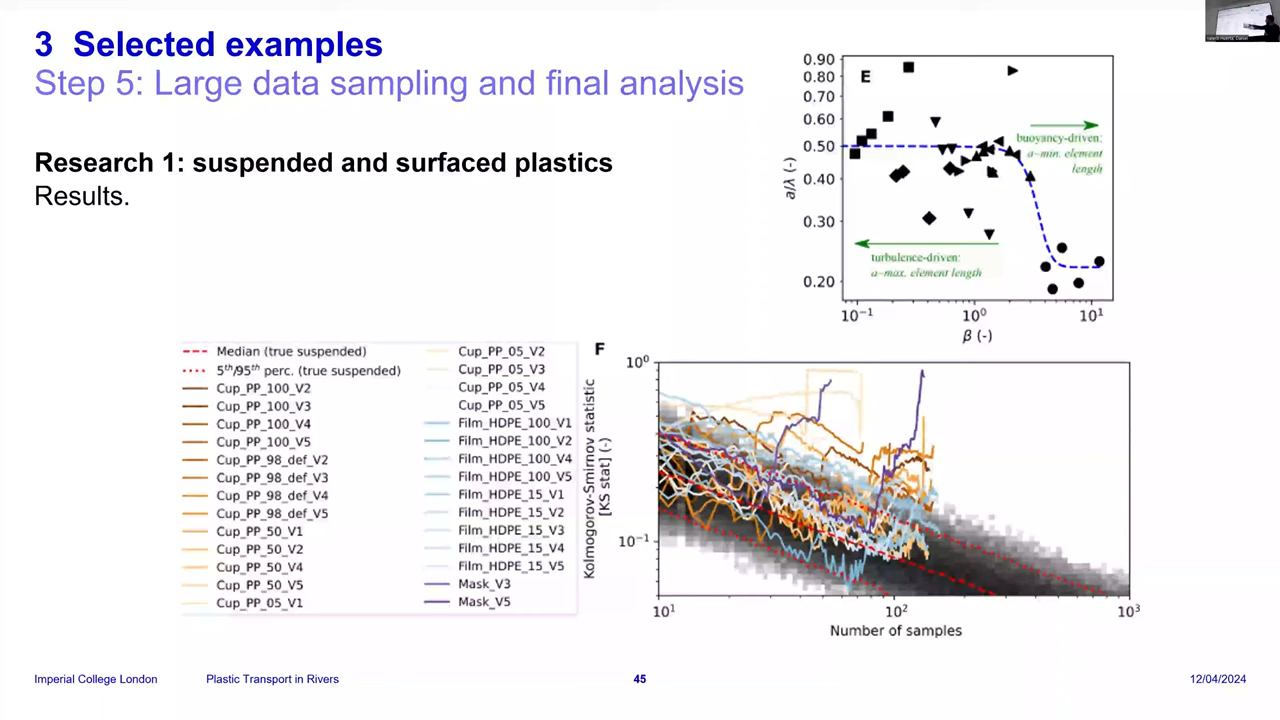 3 Selected examples
Step 5: Large data sampling and final analysis
Research 1: suspended and surfaced plastics
Results.
E
0.90
0.80
0.70
0.60
0.50
0.40
0.30
0.20
a/λ (-)
buoyancy-driven:
a~min. element
length
turbulence-driven:
a~max. element length
10⁻¹ 10⁰ 10¹
β (-)
Median (true suspended)
5th/95th perc. (true suspended)
Cup_PP_100_V2
Cup_PP_100_V3
Cup_PP_100_V4
Cup_PP_100_V5
Cup_PP_98_def_V2
Cup_PP_98_def_V3
Cup_PP_98_def_V4
Cup_PP_98_def_V5
Cup_PP_50_V1
Cup_PP_50_V2
Cup_PP_50_V4
Cup_PP_50_V5
Cup_PP_05_V1
Cup_PP_05_V2
Cup_PP_05_V3
Cup_PP_05_V4
Cup_PP_05_V5
Film_HDPE_100_V1
Film_HDPE_100_V2
Film_HDPE_100_V4
Film_HDPE_100_V5
Film_HDPE_15_V1
Film_HDPE_15_V2
Film_HDPE_15_V3
Film_HDPE_15_V4
Film_HDPE_15_V5
Mask_V3
Mask_V5
F
Kolmogorov-Smirnov statistic
[KS stat] (-)
10⁰
10⁻¹
10¹ 10² 10³
Number of samples
Imperial College London Plastic Transport in Rivers 45 12/04/2024